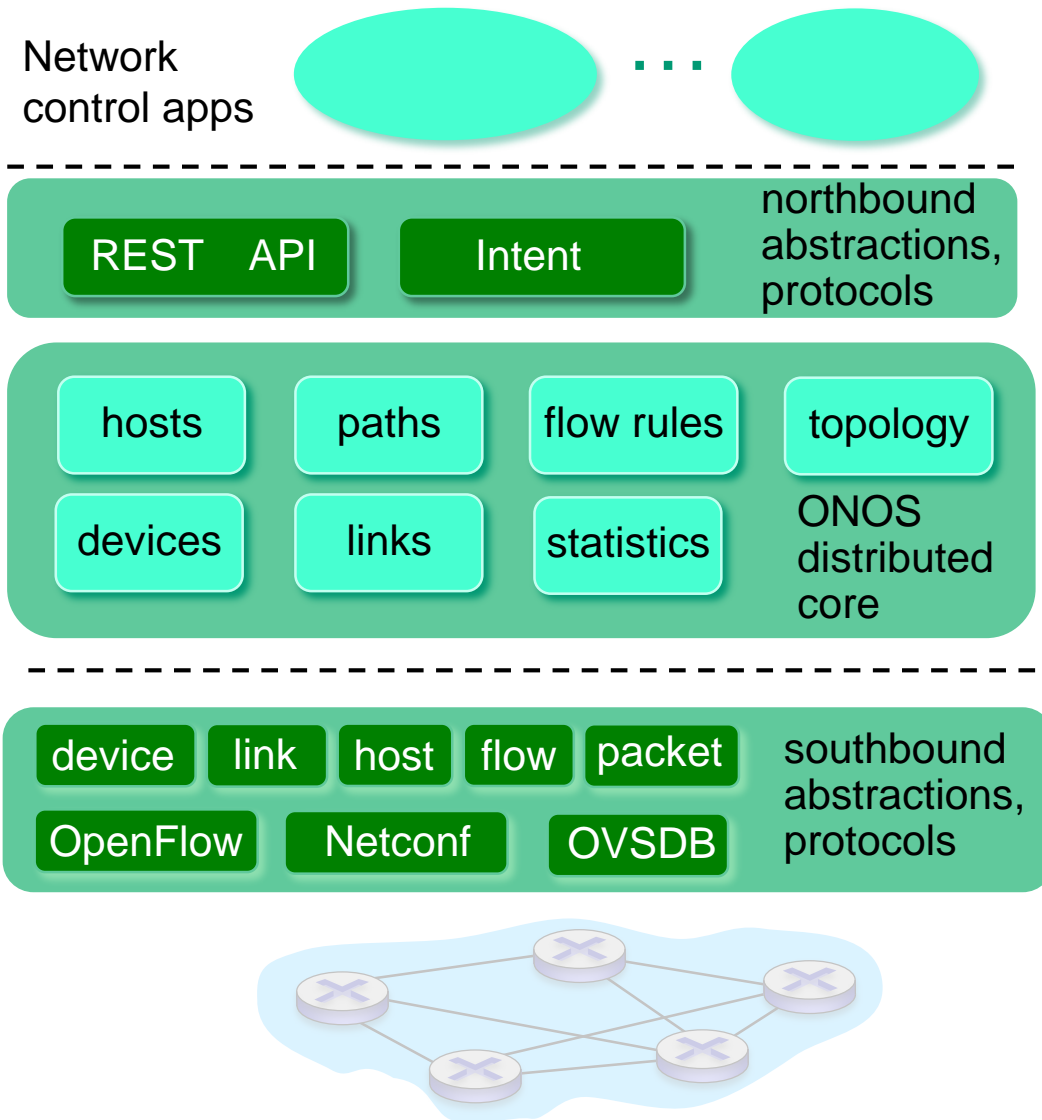 Network
control apps
. . .
REST API
Intent
northbound
abstractions,
protocols
hosts
paths
flow rules
topology
devices
links
statistics
ONOS
distributed
core
device
link
host
flow
packet
OpenFlow
Netconf
OVSDB
southbound
abstractions,
protocols